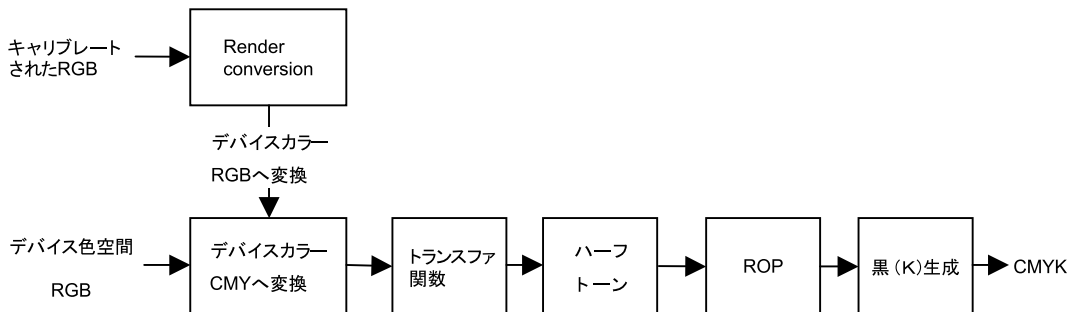 キャリブレート
されたRGB
Render
conversion
デバイスカラー
RGBへ変換
デバイス色空間
RGB
デバイスカラー
CMYへ変換
トランスファ
関数
ハーフ
トーン
ROP
黒（K）生成
CMYK